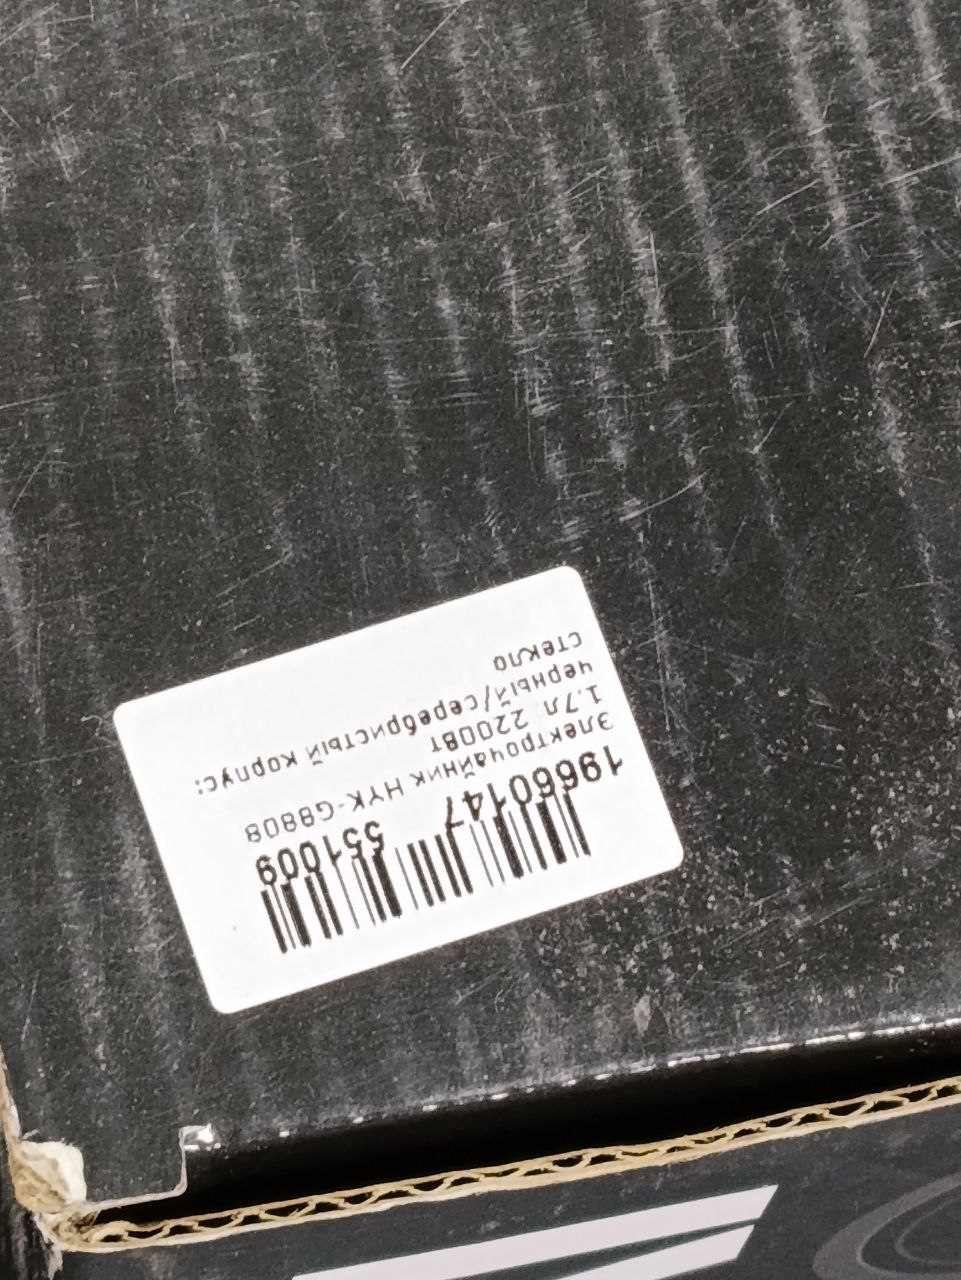 19660147 551009
Электрочайник HYK-G8808
1.7л 2200Вт
черный/серебристый корпус:
стекло